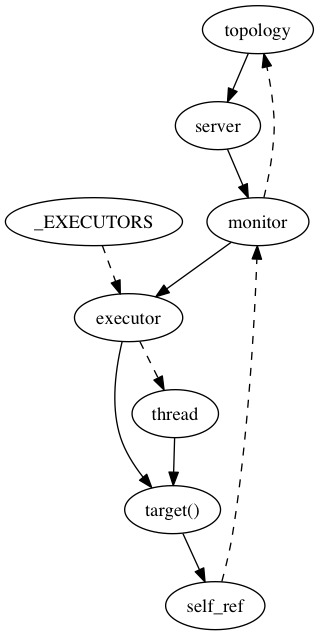 topology
server
_EXECUTORS
monitor
executor
thread
target()
self_ref